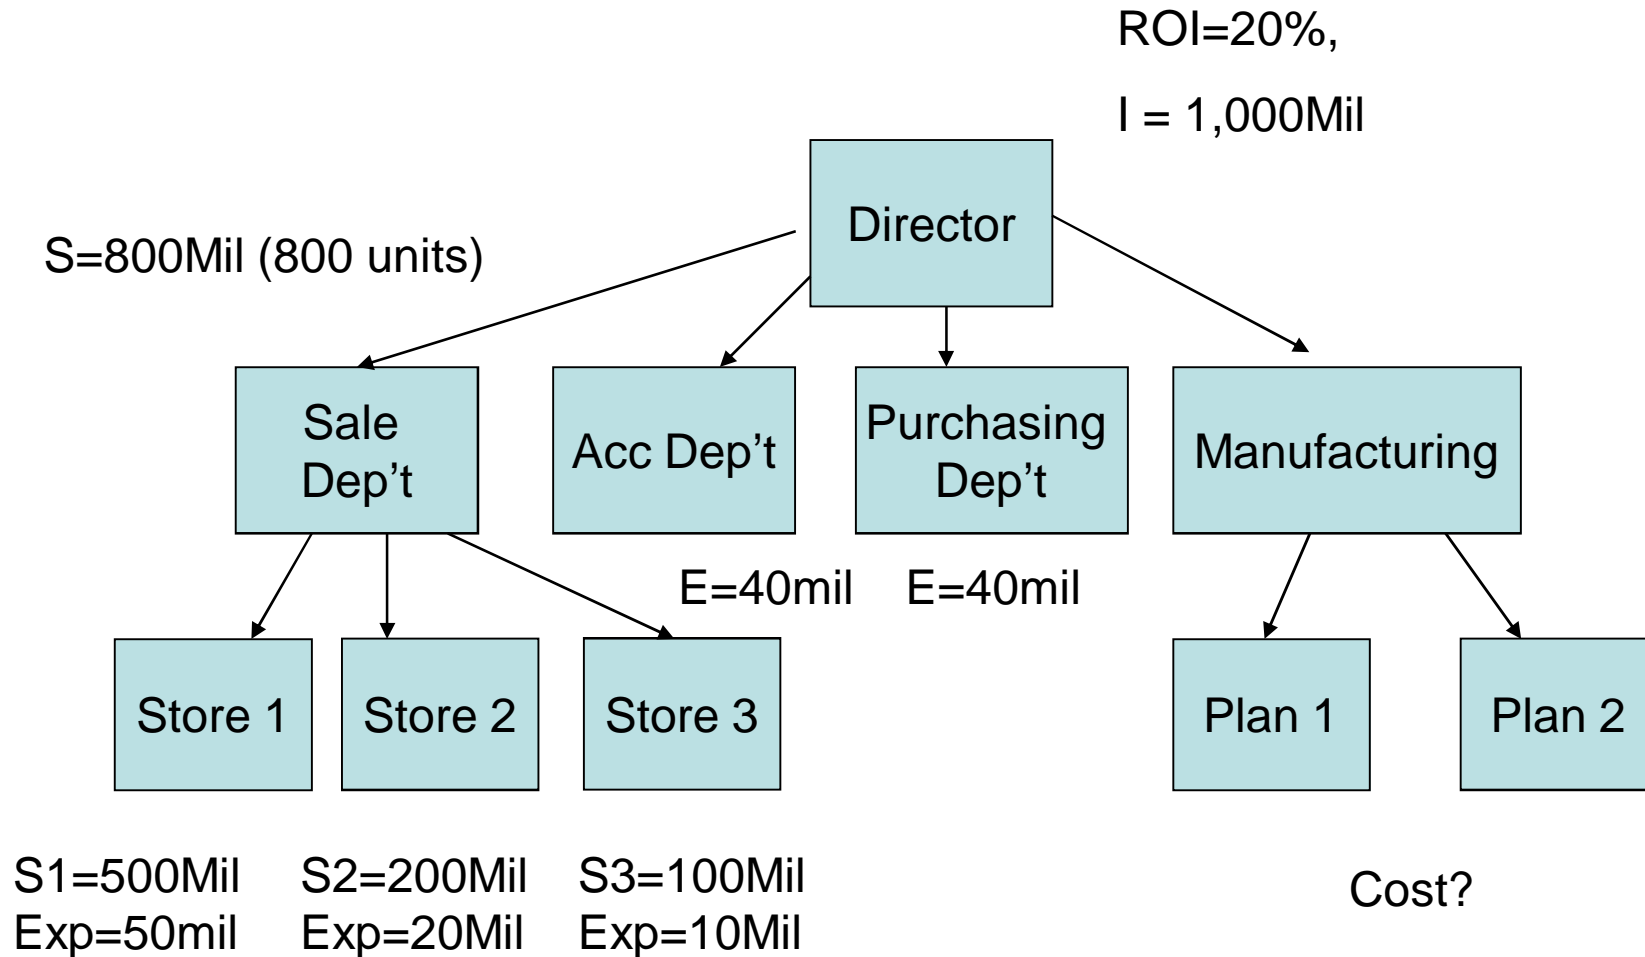 ROI=20%,
I = 1,000Mil
Director
S=800Mil (800 units)
Sale
Dep’t
Acc Dep’t
Purchasing
Dep’t
Manufacturing
E=40mil
E=40mil
Store 1
Store 2
Store 3
Plan 1
Plan 2
S1=500Mil
Exp=50mil
S2=200Mil
Exp=20Mil
S3=100Mil
Exp=10Mil
Cost?